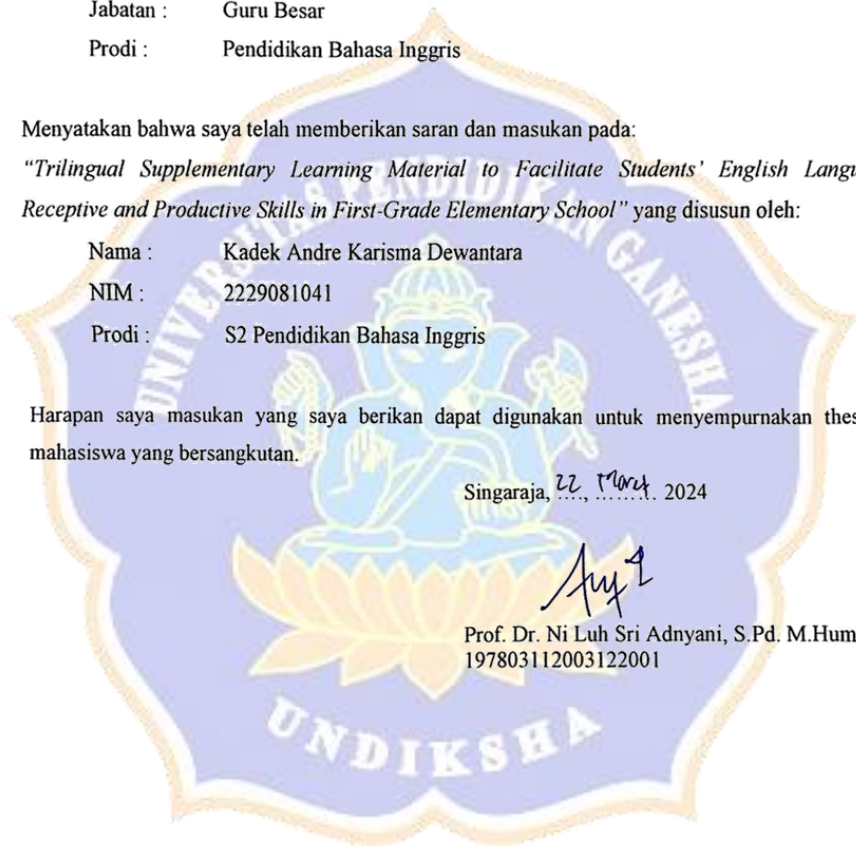 Jabatan : Guru Besar
Prodi : Pendidikan Bahasa Inggris
Menyatakan bahwa saya telah memberikan saran dan masukan pada:
“Trilingual Supplementary Learning Material to Facilitate Students’ English Langu
Receptive and Productive Skills in First-Grade Elementary School” yang disusun oleh:
Nama : Kadek Andre Karisma Dewantara
NIM : 2229081041
Prodi : S2 Pendidikan Bahasa Inggris
Harapan saya masukan yang saya berikan dapat digunakan untuk menyempurnakan thes
mahasiswa yang bersangkutan.
Singaraja, 22, Maret 2024
Prof. Dr. Ni Luh Sri Adnyani, S.Pd. M.Hum
197803112003122001
UNIVERSITAS PENDIDIKAN GANESHA
UNDIKSHA